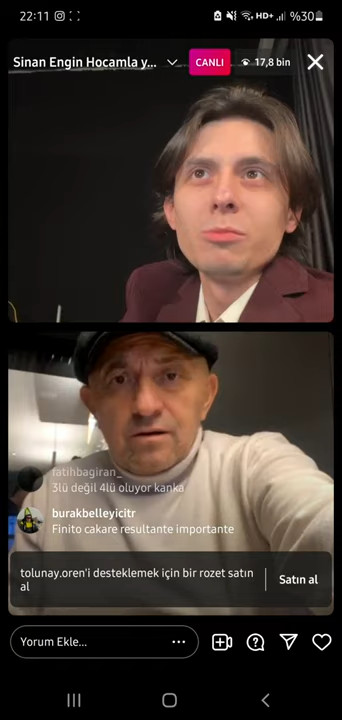 22:11
HD+
%30
Sinan Engin Hocamla y...
CANLI
17,8 bin
fatihbagiran_
3lü değil 4lü oluyor kanka
burakbelleyicitr
Finito cakare resultante importante
tolunay.oren'i desteklemek için bir rozet satın
al
Satın al
Yorum Ekle...